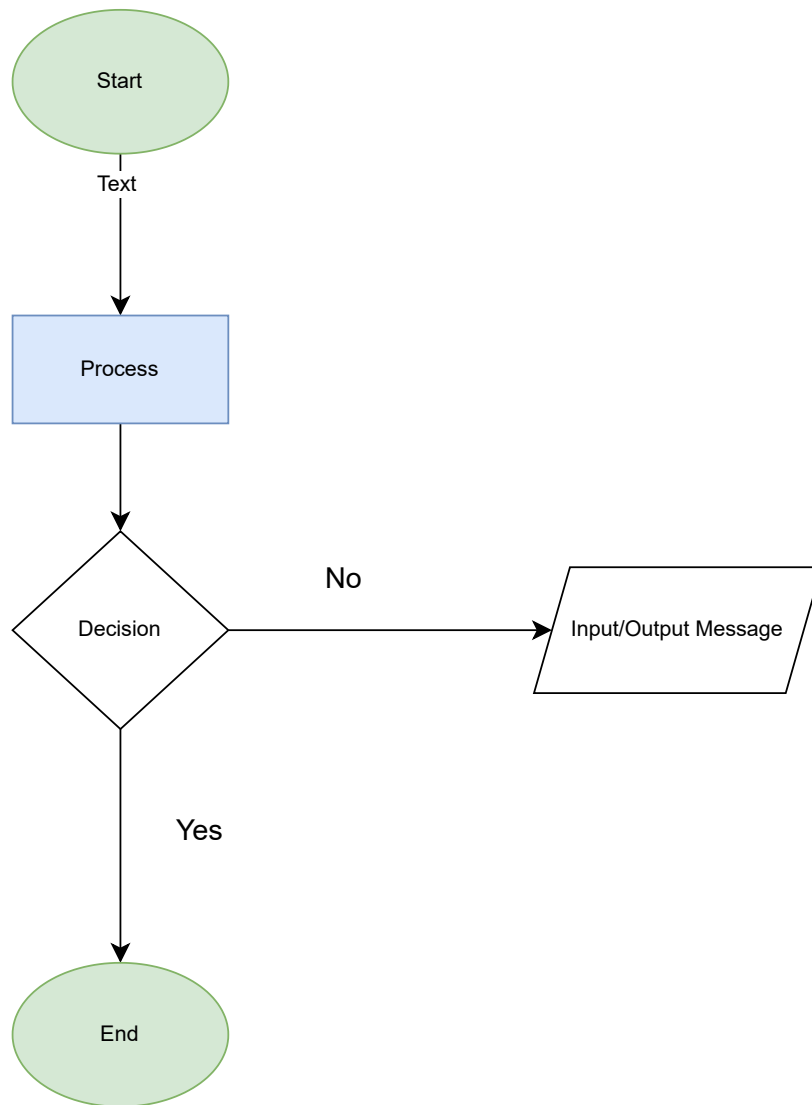 Start
Text
Process
No
Decision
Input/Output Message
Yes
End